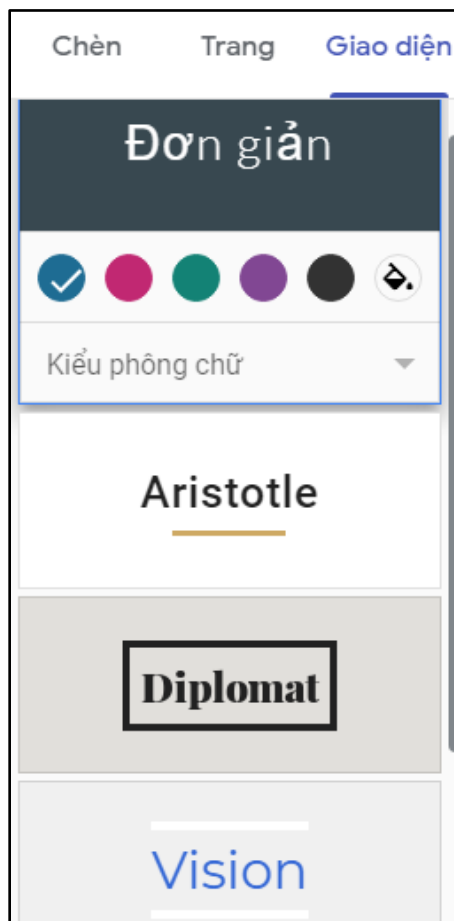 Chèn Trang Giao diện
Đơn giản
Kiểu phông chữ
Aristotle
Diplomat
Vision